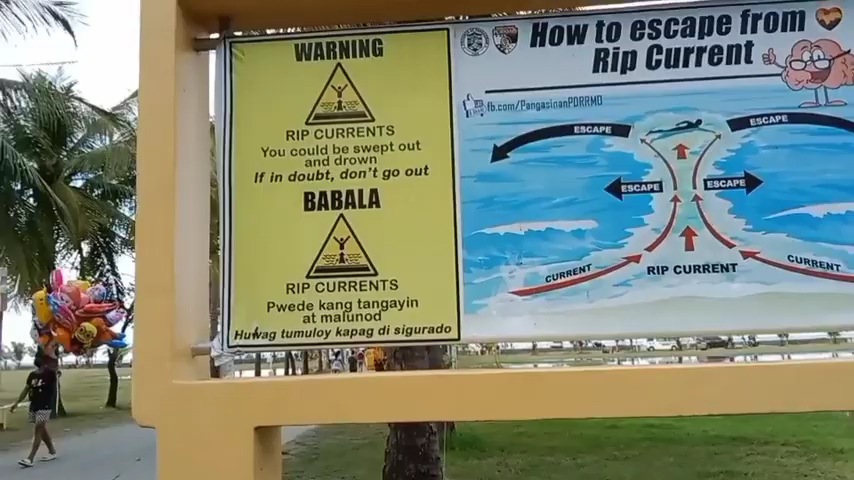 WARNING
RIP CURRENTS
You could be swept out
and drown
If in doubt, don't go out
BABALA
RIP CURRENTS
Pwede kang tangayin
at malunod
Huwag tumuloy kapag di sigurado
How to escape from
Rip Current
fb.com/PangasinanPDRRMO
ESCAPE
ESCAPE
ESCAPE
ESCAPE
CURRENT
RIP CURRENT
CURRENT